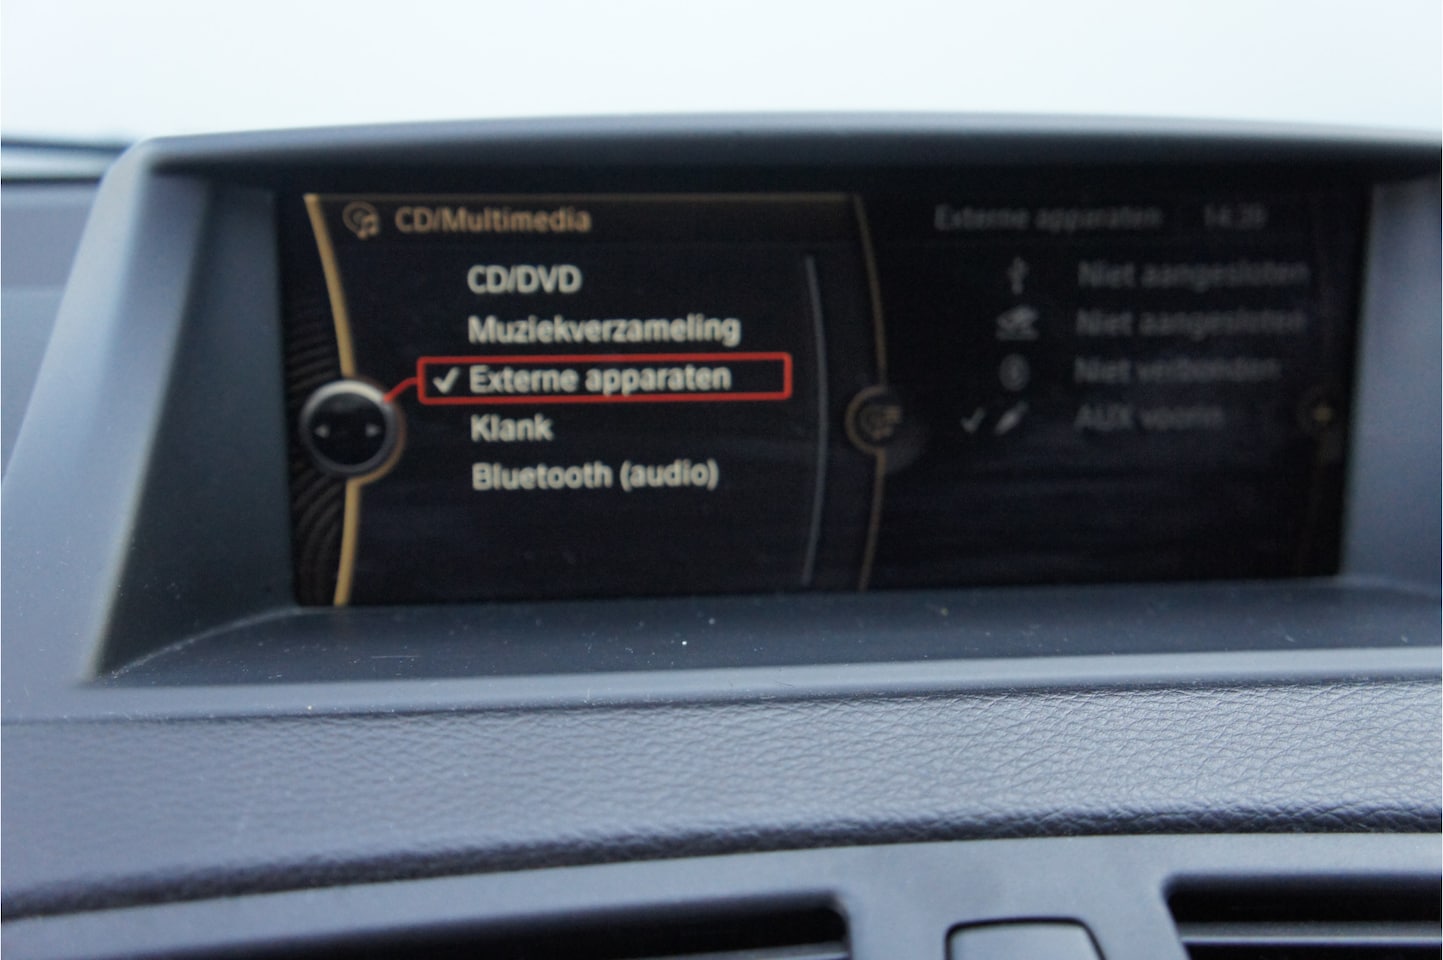 CD/Multimedia
CD/DVD
Muziekverzameling
Externe apparaten
Klank
Bluetooth (audio)
Externe apparaten
Niet aangesloten
Niet aangesloten
Niet verbonden
AUX voorin